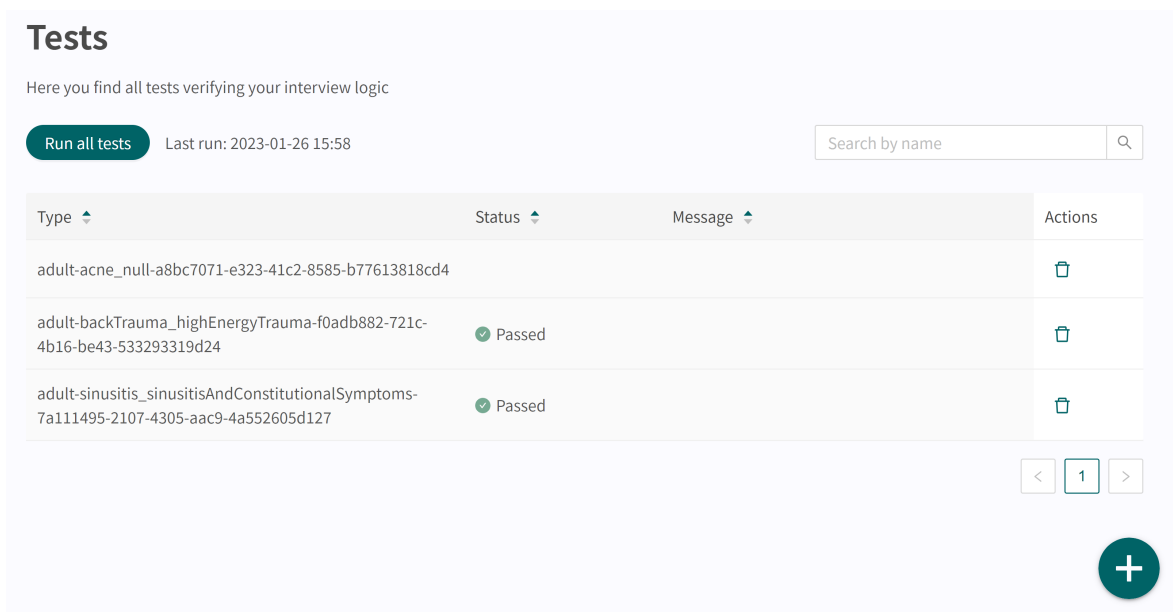 Tests
Here you find all tests verifying your interview logic
Run all tests Last run: 2023-01-26 15:58 Search by name
Type Status Message Actions
adult-acne_null-a8bc7071-e323-41c2-8585-b77613818cd4
adult-backTrauma_highEnergyTrauma-f0adb882-721c-
4b16-be43-533293319d24
Passed
adult-sinusitis_sinusitisAndConstitutionalSymptoms-
7a111495-2107-4305-aac9-4a552605d127
Passed
< 1 >